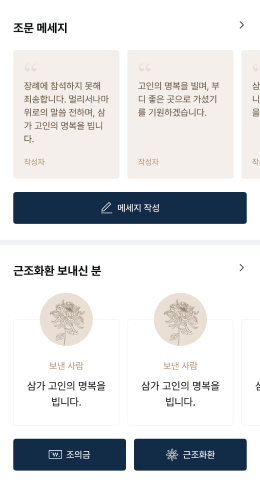 조문 메세지
장례에 참석하지 못해
죄송합니다. 멀리서나마
위로의 말씀 전하며, 삼
가 고인의 명복을 빕니
다.
작성자
고인의 명복을 빌며, 부
디 좋은 곳으로 가셨기
를 기원하겠습니다.
작성자
메세지 작성
근조화환 보내신 분
보낸 사람
삼가 고인의 명복을
빕니다.
보낸 사람
삼가 고인의 명복을
빕니다.
조의금
근조화환